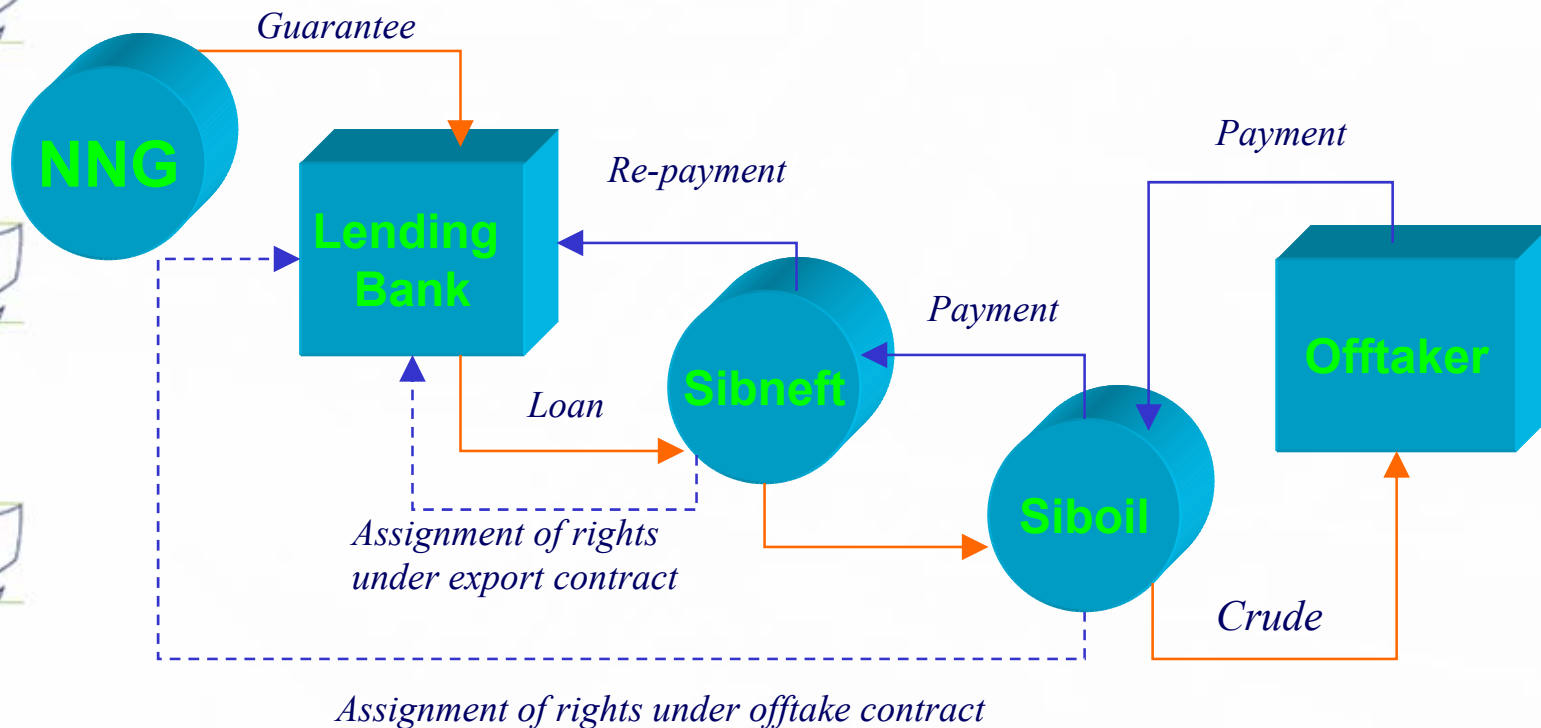 Guarantee
NNG
Payment
Re-payment
Lending
Bank
Payment
Offtaker
Sibneft
Loan
Siboil
Assignment of rights
under export contract
Crude
Assignment of rights under offtake contract